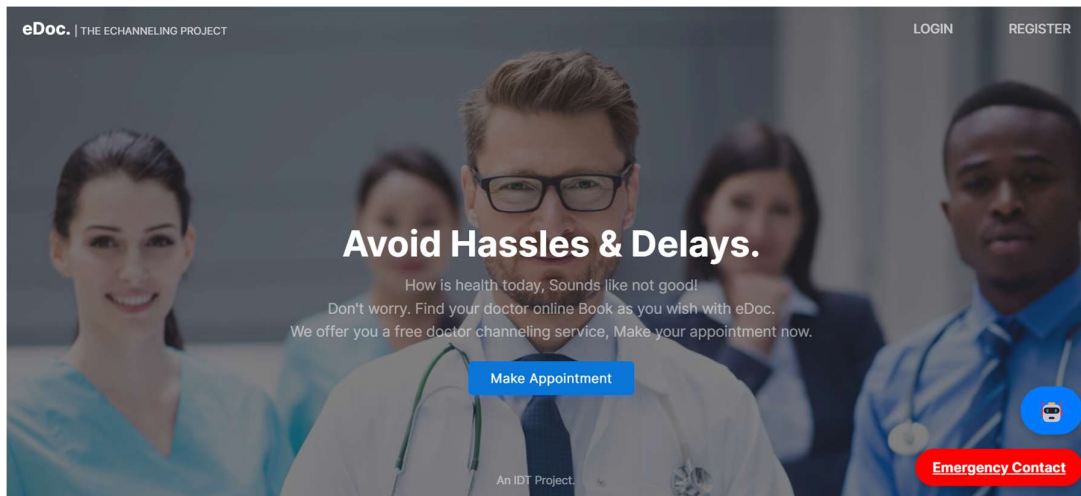 eDoc. | THE ECHANNELING PROJECT
LOGIN
REGISTER
Avoid Hassles & Delays.
How is health today, Sounds like not good!
Don't worry. Find your doctor online Book as you wish with eDoc.
We offer you a free doctor channeling service, Make your appointment now.
Make Appointment
Emergency Contact
An IDT Project.